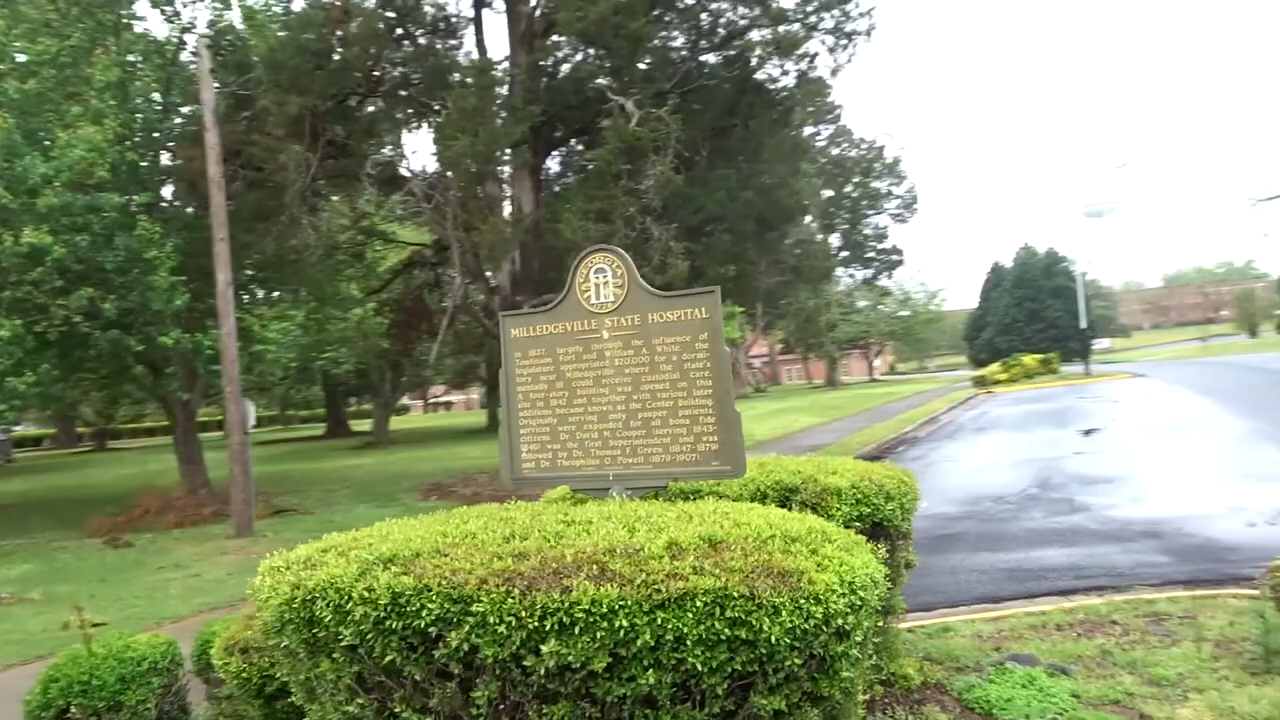 GEORGIA
1776
MILLEDGEVILLE STATE HOSPITAL
In 1837, largely through the influence of
Tomlinson Fort and William A. White, the
legislature appropriated $20,000 for a dormi-
tory near Milledgeville where the state's
mentally ill could receive custodial care.
A four-story building was opened on this
site in 1842 and together with various later
additions became known as the Center Building.
Originally serving only pauper patients,
services were expanded for all bona fide
citizens. Dr. David M. Cooper (serving 1843-
1846) was the first Superintendent and was
followed by Dr. Thomas F. Green (1847-1879)
and Dr. Theophilus O. Powell (1879-1907).